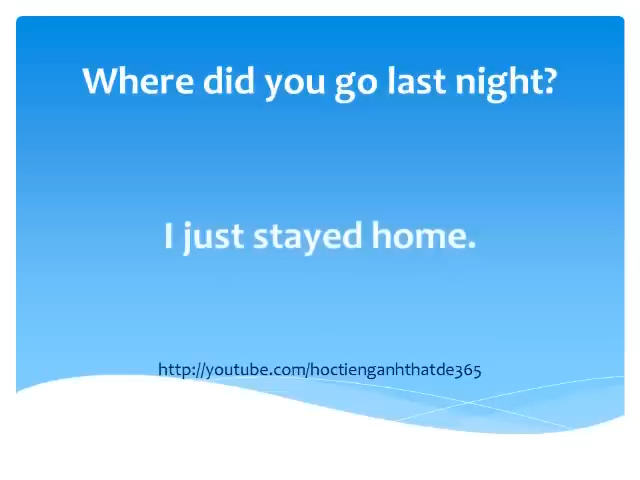 Where did you go last night?
I just stayed home.
http://youtube.com/hoctienganhthatde365